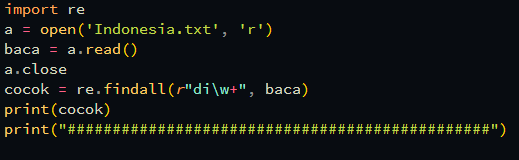 import re
a = open('Indonesia.txt', 'r')
baca = a.read()
a.close
cocok = re.findall(r"di\w+", baca)
print(cocok)
print("###############################################")